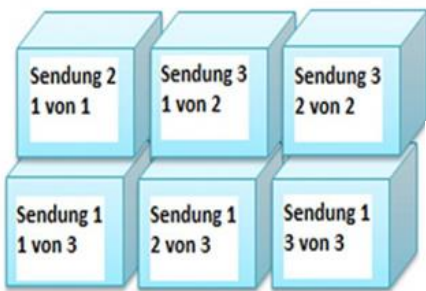 Sendung 2
1 von 1
Sendung 3
1 von 2
Sendung 3
2 von 2
Sendung 1
1 von 3
Sendung 1
2 von 3
Sendung 1
3 von 3